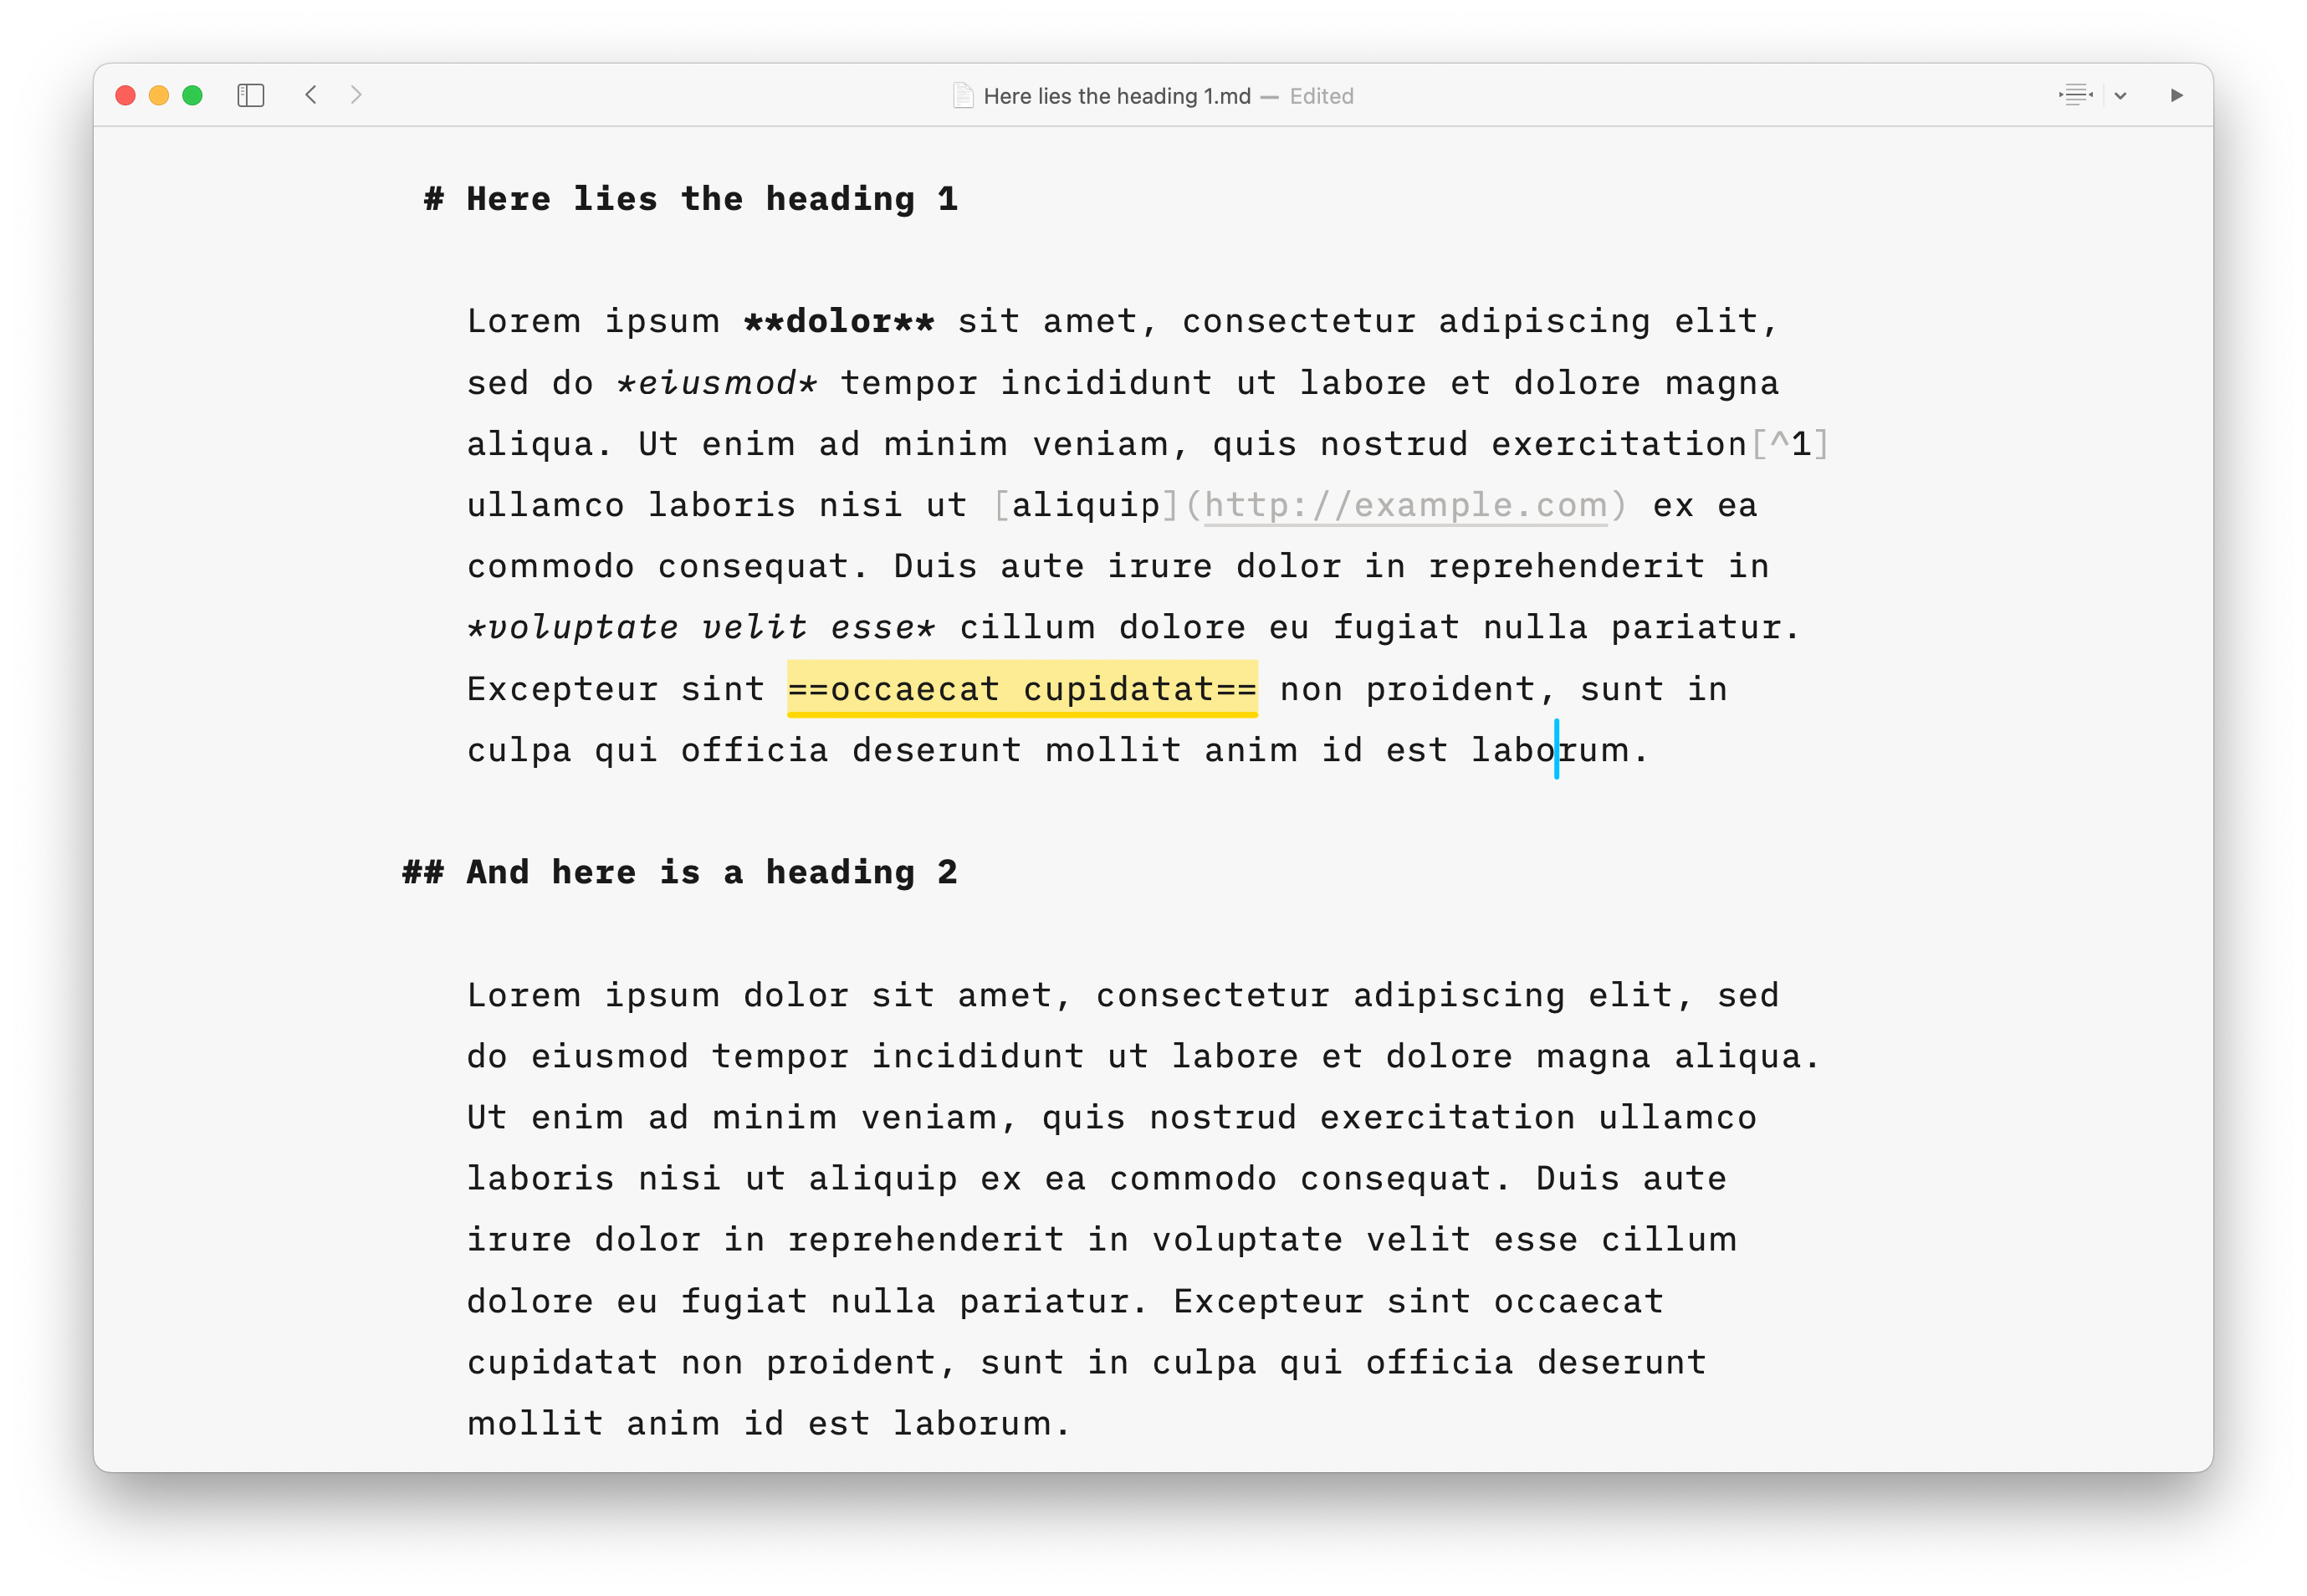 Here lies the heading 1.md — Edited
# Here lies the heading 1
Lorem ipsum **dolor** sit amet, consectetur adipiscing elit,
sed do *eiusmod* tempor incididunt ut labore et dolore magna
aliqua. Ut enim ad minim veniam, quis nostrud exercitation[^1]
ullamco laboris nisi ut [aliquip](http://example.com) ex ea
commodo consequat. Duis aute irure dolor in reprehenderit in
*voluptate velit esse* cillum dolore eu fugiat nulla pariatur.
Excepteur sint ==occaecat cupidatat== non proident, sunt in
culpa qui officia deserunt mollit anim id est laborum.
## And here is a heading 2
Lorem ipsum dolor sit amet, consectetur adipiscing elit, sed
do eiusmod tempor incididunt ut labore et dolore magna aliqua.
Ut enim ad minim veniam, quis nostrud exercitation ullamco
laboris nisi ut aliquip ex ea commodo consequat. Duis aute
irure dolor in reprehenderit in voluptate velit esse cillum
dolore eu fugiat nulla pariatur. Excepteur sint occaecat
cupidatat non proident, sunt in culpa qui officia deserunt
mollit anim id est laborum.